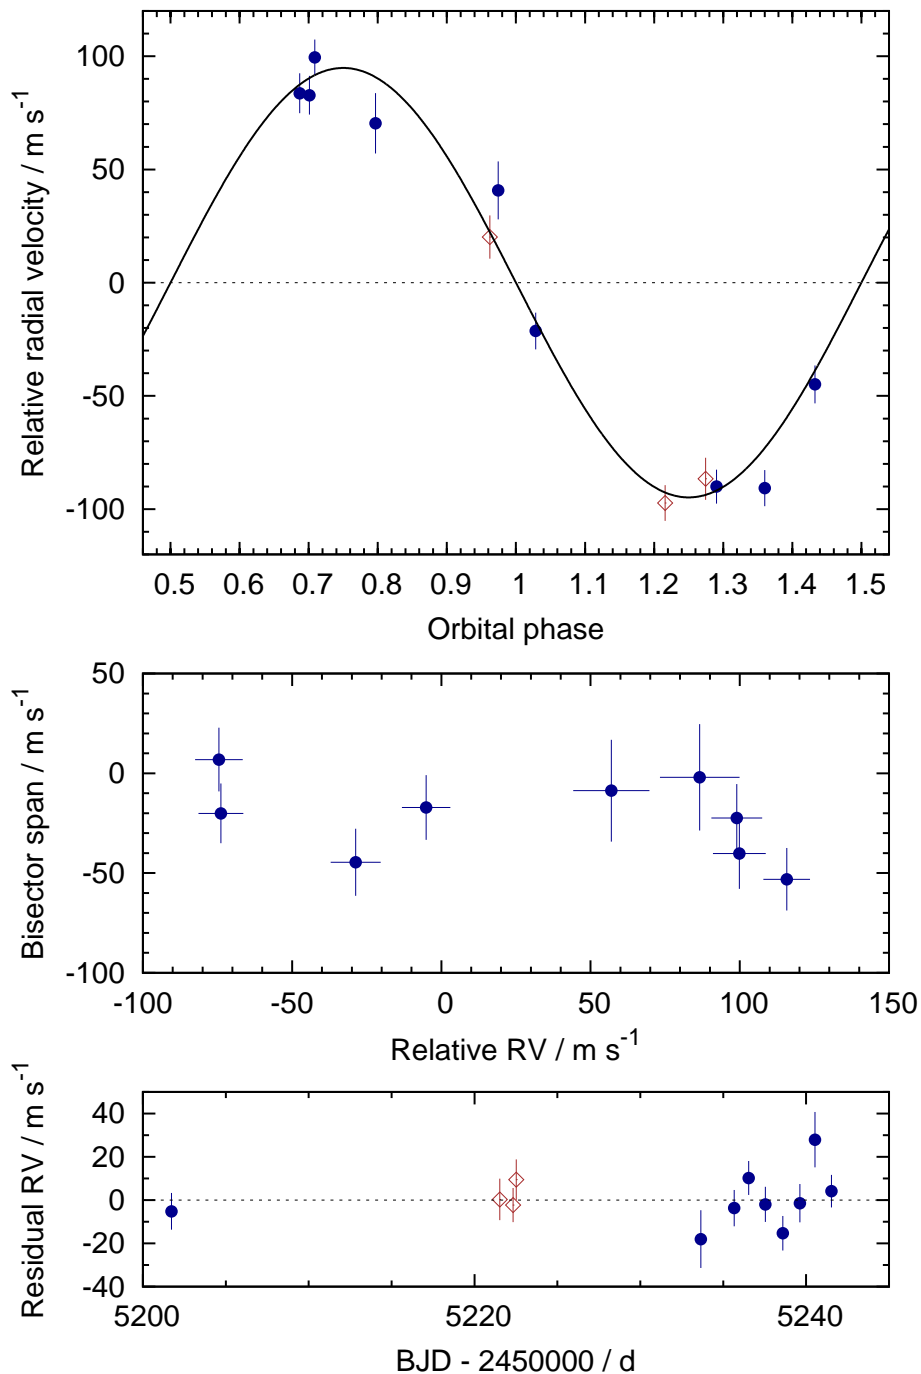 Relative radial velocity / m s⁻¹
100
50
0
-50
-100
0.5 0.6 0.7 0.8 0.9 1 1.1 1.2 1.3 1.4 1.5
Orbital phase
Bisector span / m s⁻¹
50
0
-50
-100
-100 -50 0 50 100 150
Relative RV / m s⁻¹
Residual RV / m s⁻¹
40
20
0
-20
-40
5200 5220 5240
BJD - 2450000 / d